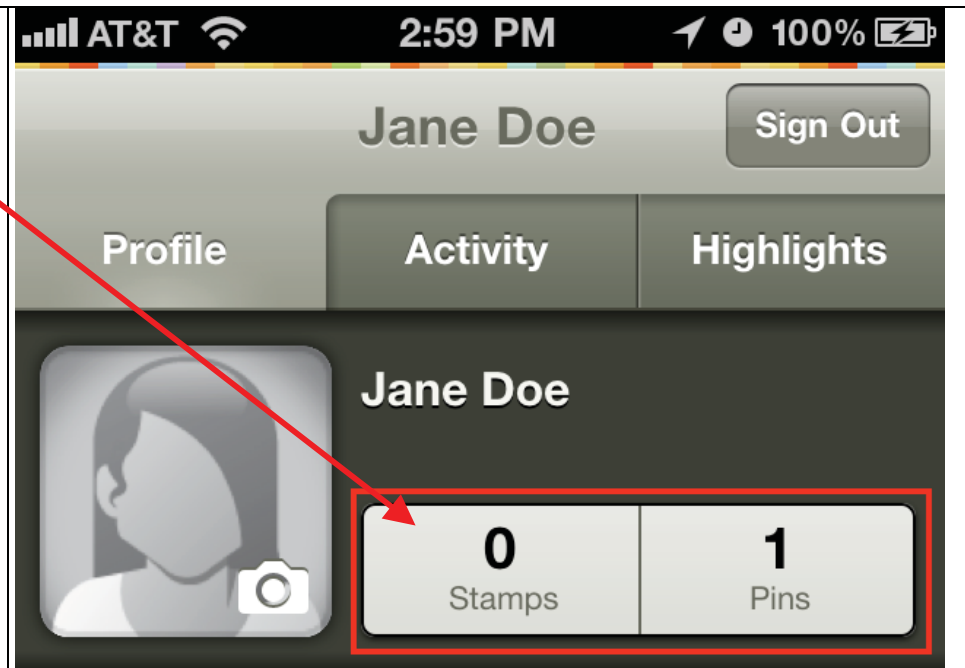 AT&T 2:59 PM 100%
Jane Doe Sign Out
Profile Activity Highlights
Jane Doe
0 1
Stamps Pins